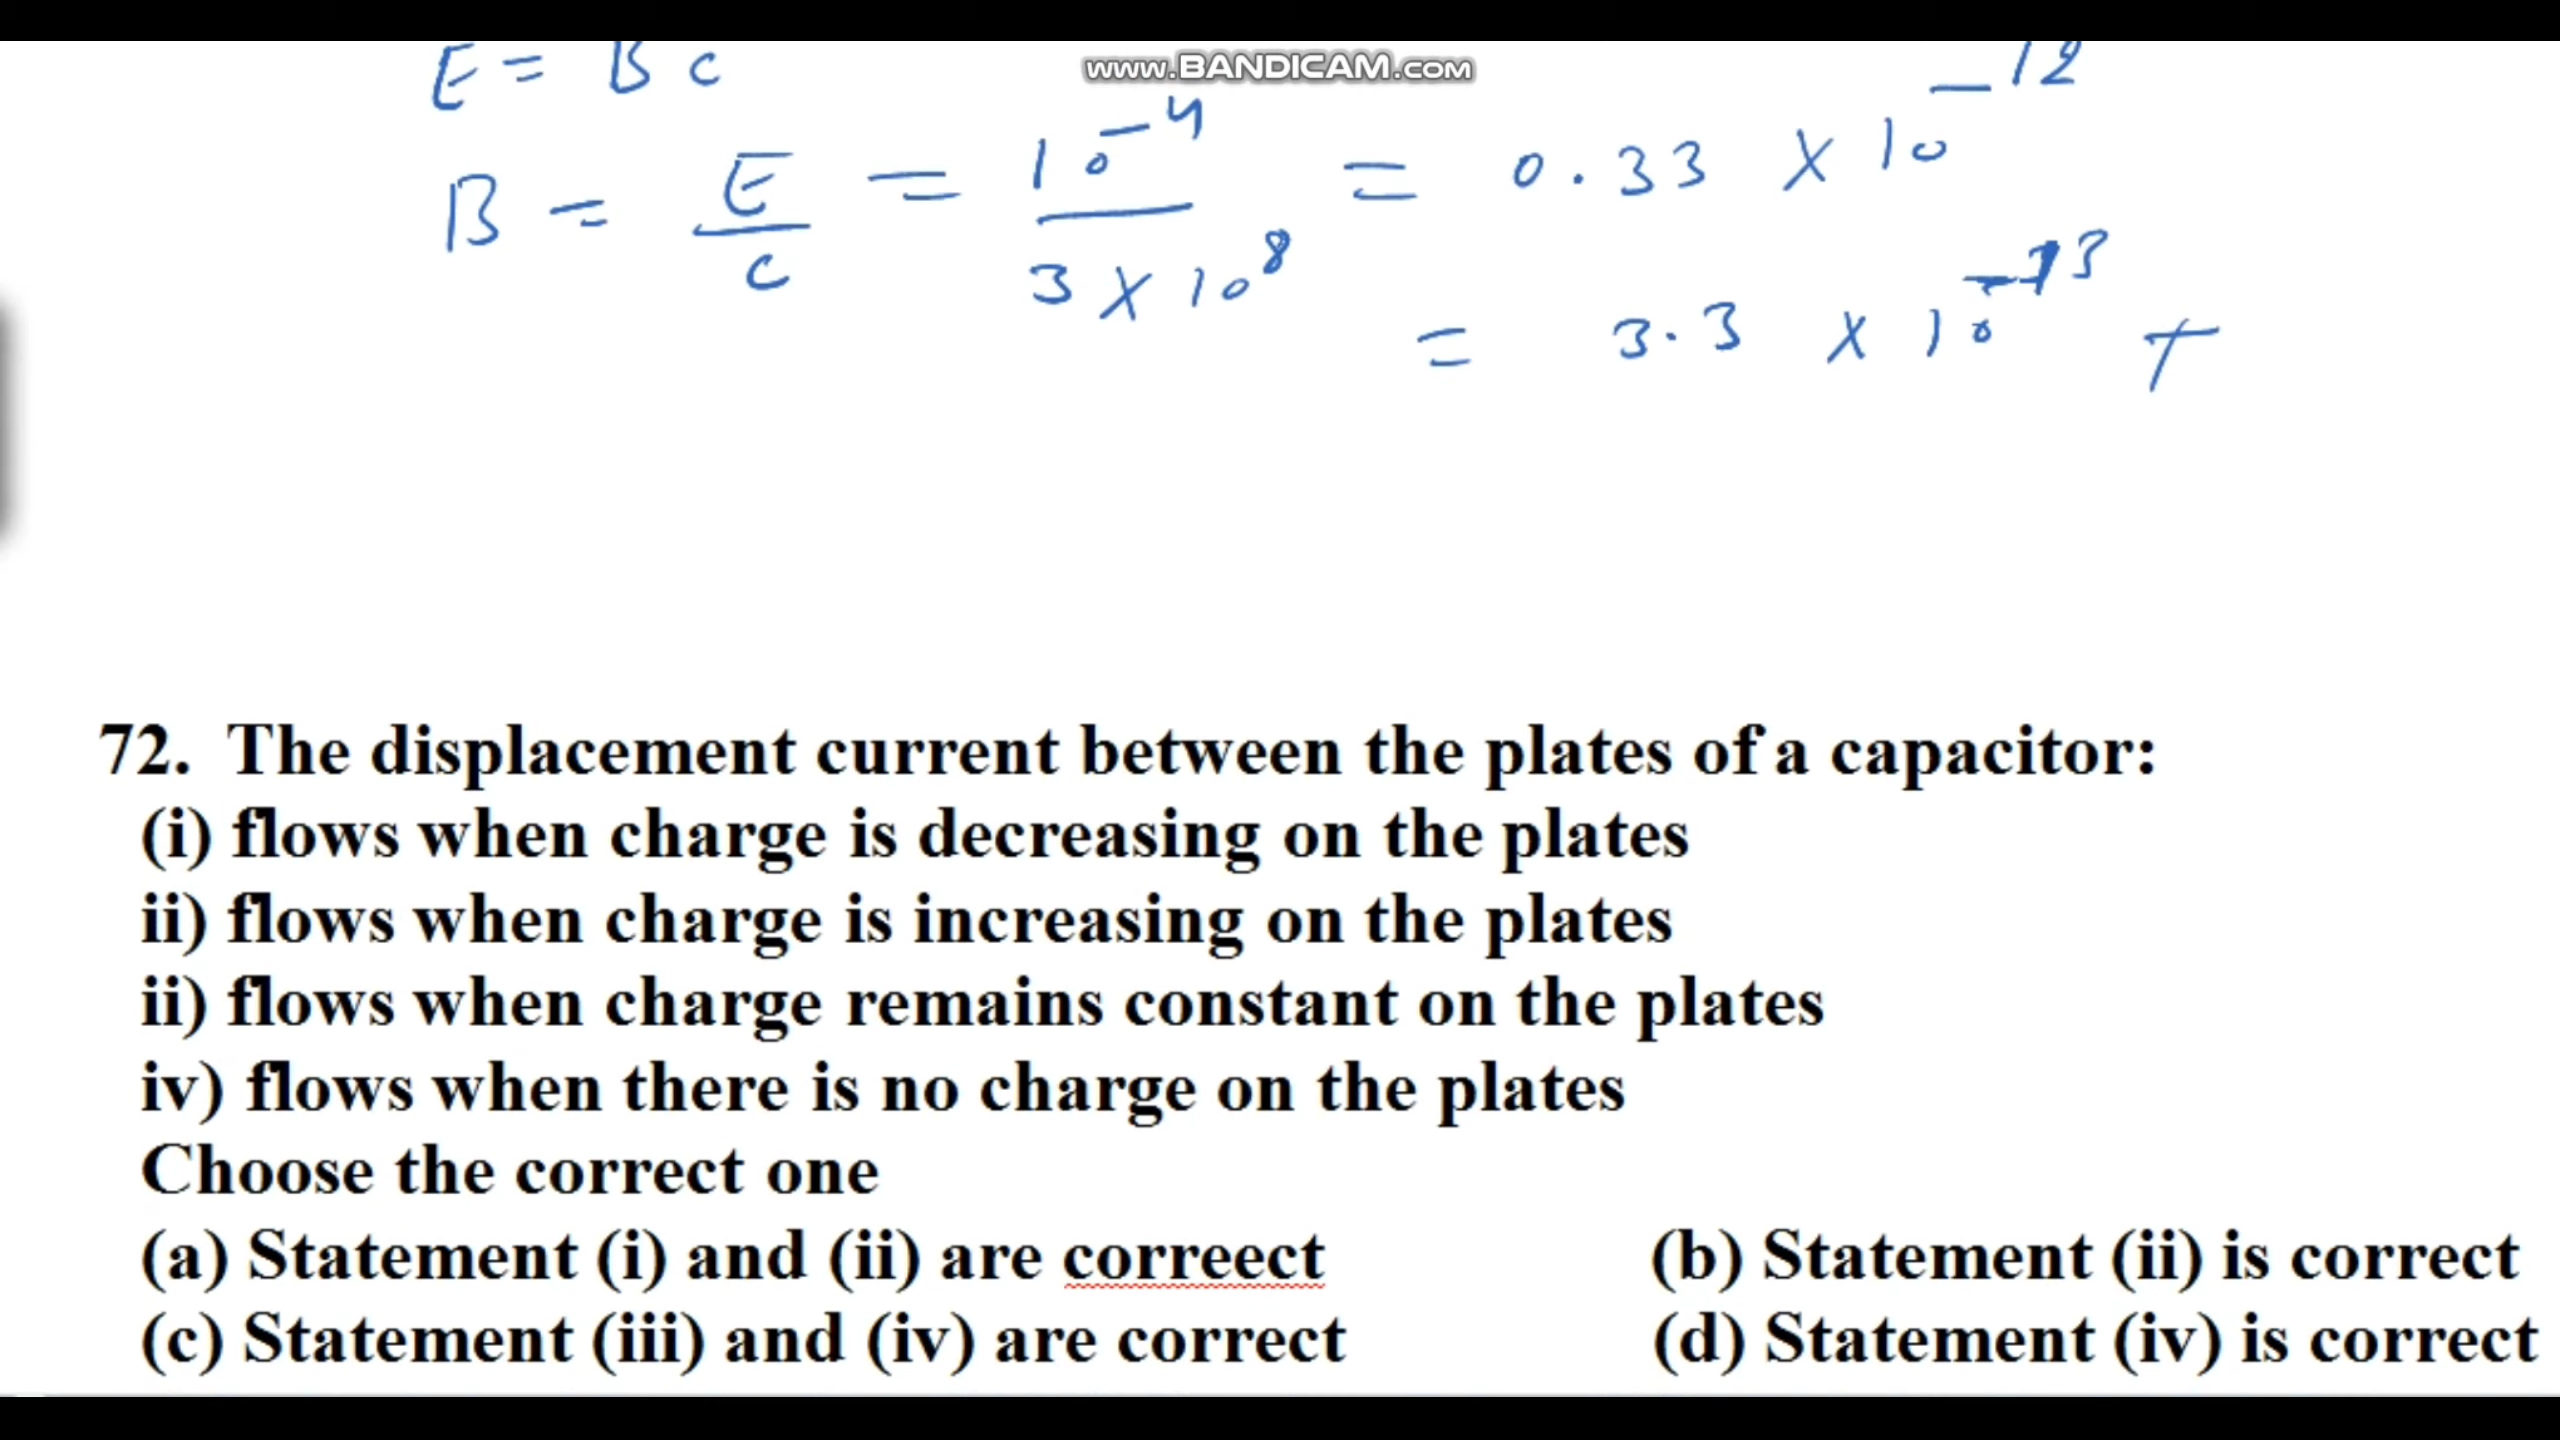 E = Bc
www.BANDICAM.com
B = E/c = 10^-4 / 3 × 10^8 = 0.33 × 10^-12
= 3.3 × 10^-13 T
72. The displacement current between the plates of a capacitor:
(i) flows when charge is decreasing on the plates
ii) flows when charge is increasing on the plates
ii) flows when charge remains constant on the plates
iv) flows when there is no charge on the plates
Choose the correct one
(a) Statement (i) and (ii) are correect (b) Statement (ii) is correct
(c) Statement (iii) and (iv) are correct (d) Statement (iv) is correct